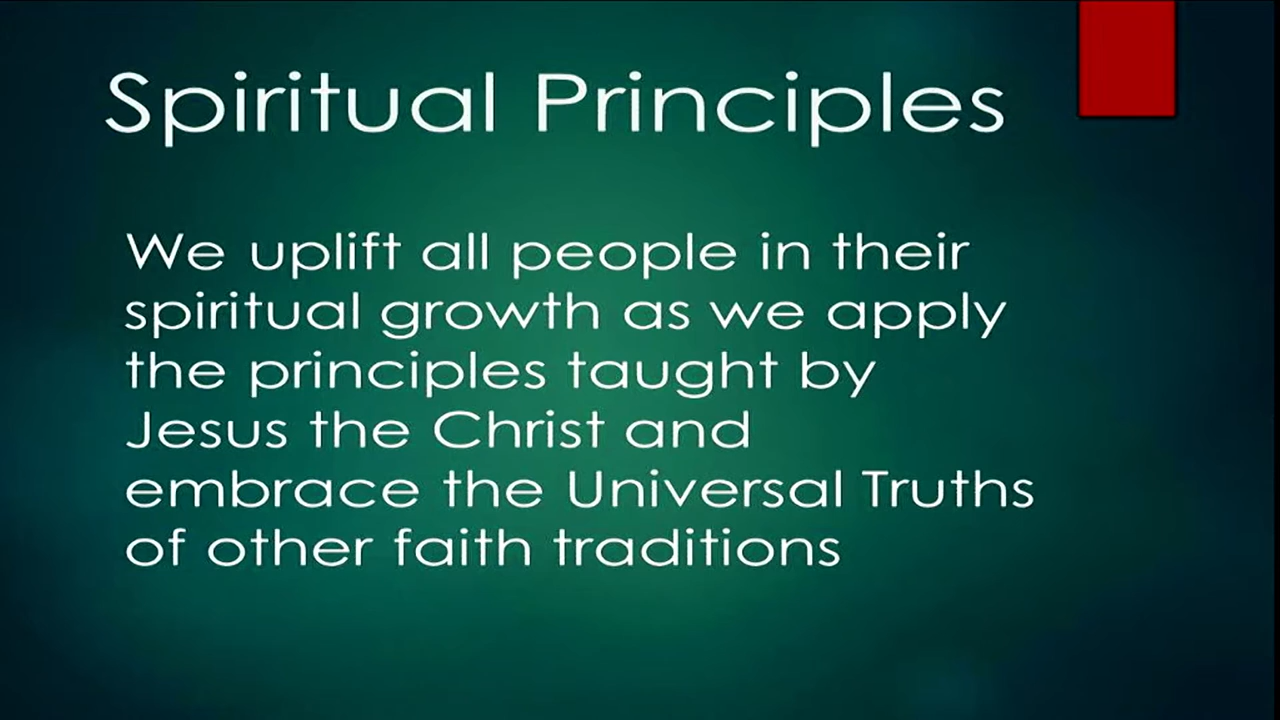 Spiritual Principles
We uplift all people in their
spiritual growth as we apply
the principles taught by
Jesus the Christ and
embrace the Universal Truths
of other faith traditions